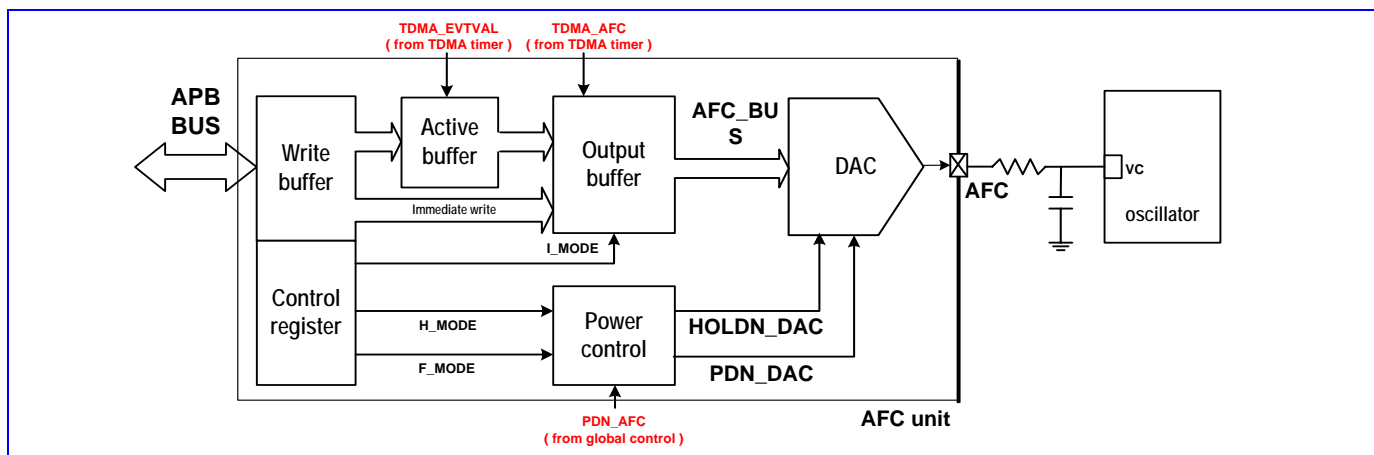 TDMA_EVTVAL
( from TDMA timer )
TDMA_AFC
( from TDMA timer )
APB
BUS
Write
buffer
Active
buffer
Output
buffer
AFC_BU
S
DAC
AFC
VC
oscillator
Immediate write
I_MODE
Control
register
H_MODE
F_MODE
Power
control
HOLDN_DAC
PDN_DAC
PDN_AFC
( from global control )
AFC unit